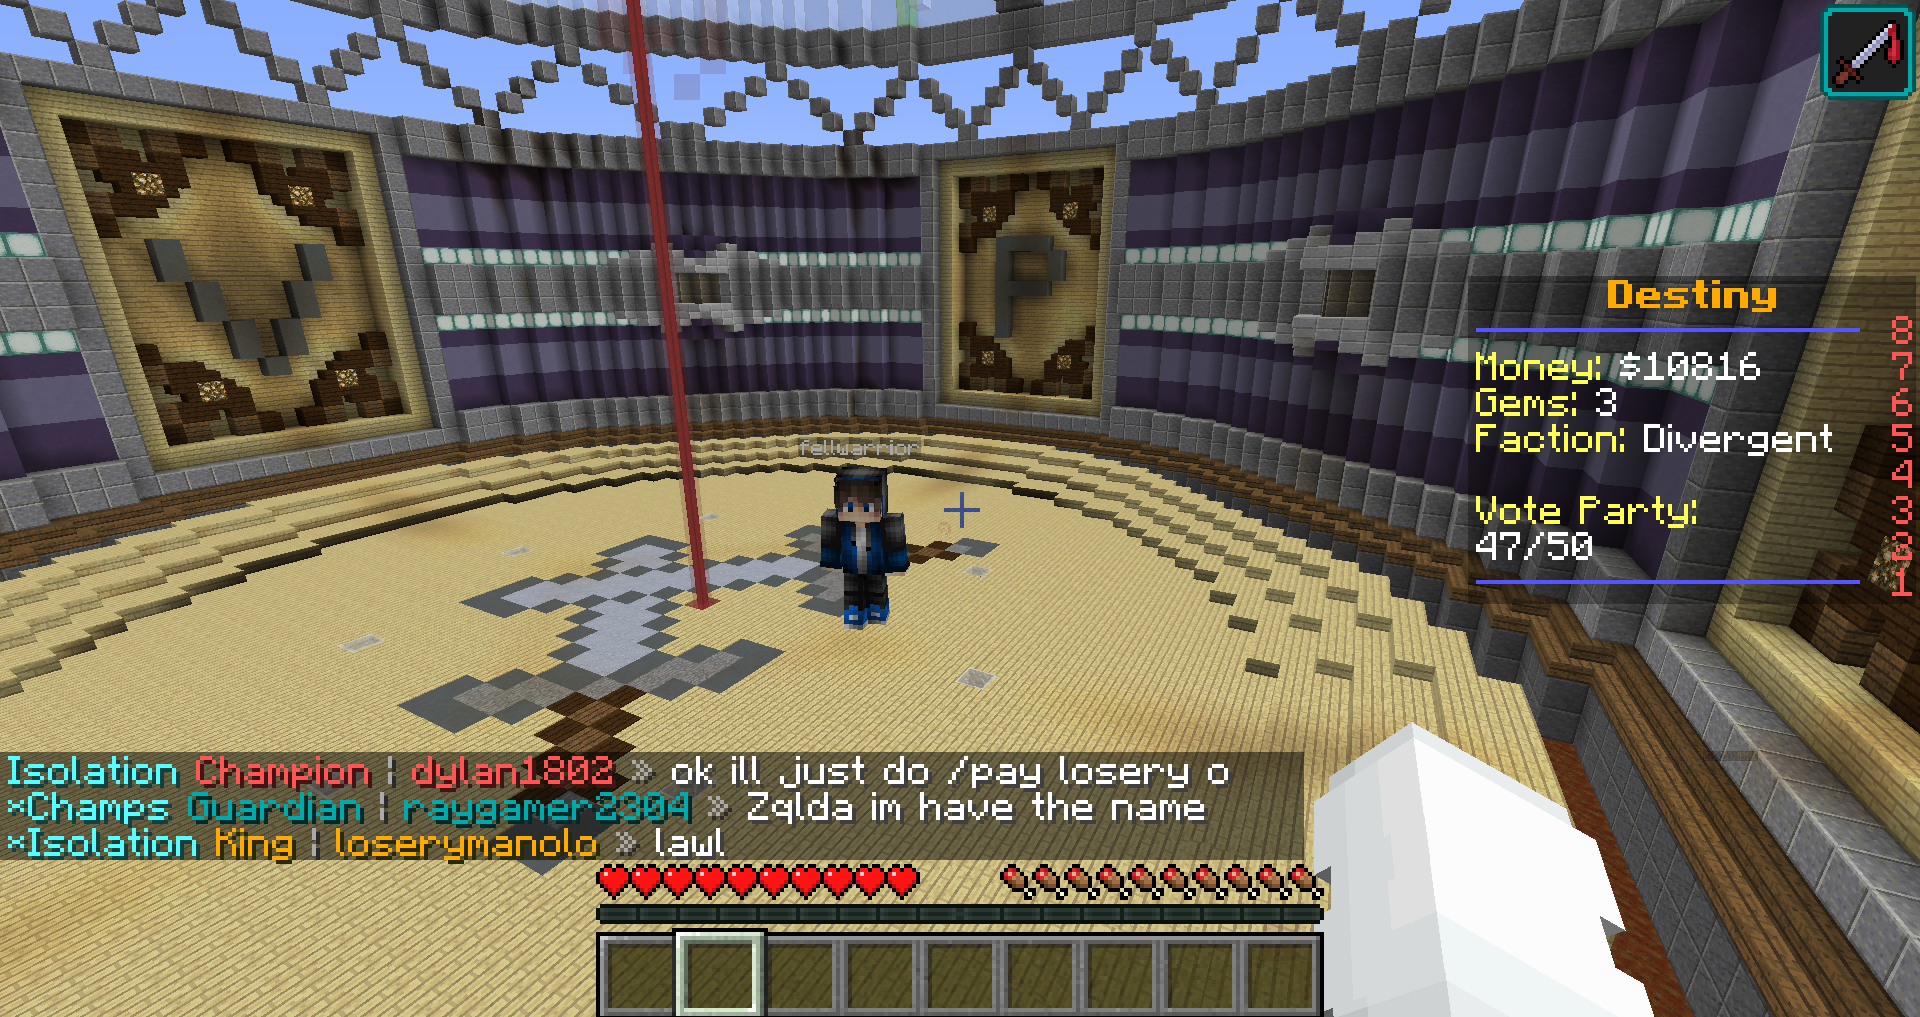 V
P
Destiny
8
Money: $10816 7
Gems: 3 6
Faction: Divergent 5
4
Vote Party: 3
47/50 2
1
fellwarrior
Isolation Champion ¦ dylan1802 » ok ill just do /pay losery o
×Champs Guardian ¦ raygamer2304 » Zqlda im have the name
×Isolation King ¦ loserymanolo » lawl